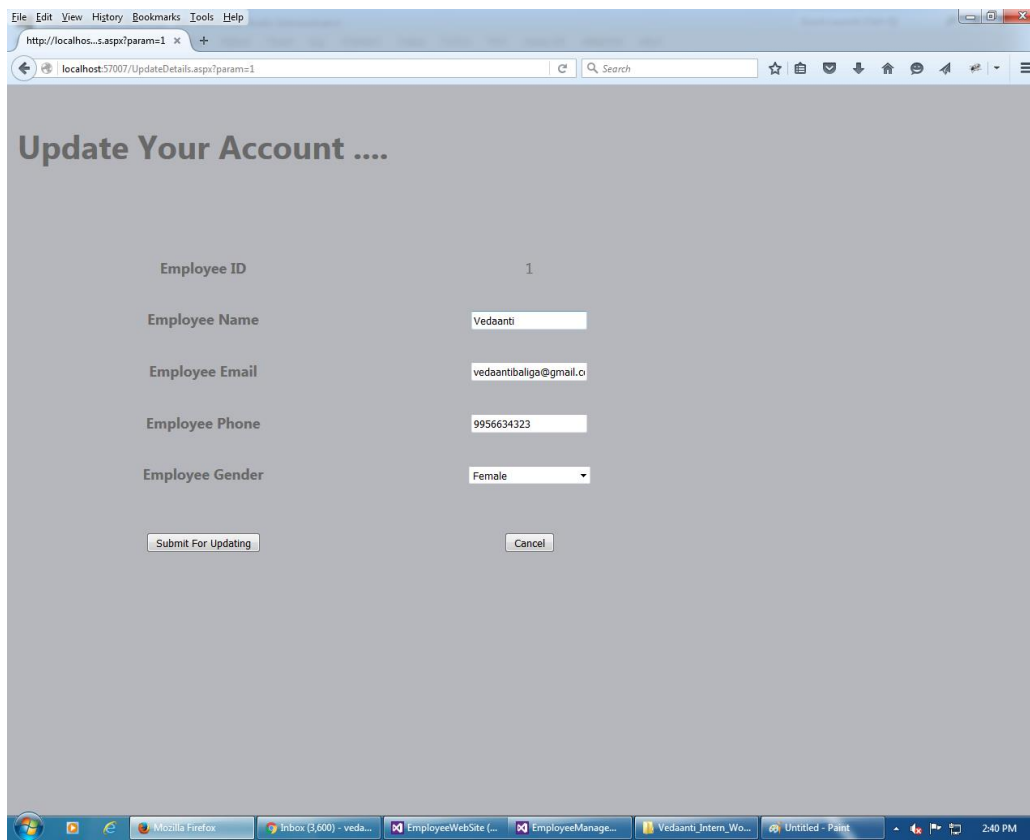 File Edit View History Bookmarks Tools Help
http://localhos...s.aspx?param=1
localhost:57007/UpdateDetails.aspx?param=1
Search
Update Your Account ....
Employee ID 1
Employee Name Vedaanti
Employee Email vedaantibaliga@gmail.c
Employee Phone 9956634323
Employee Gender Female
Submit For Updating Cancel
Mozilla Firefox Inbox (3,600) - veda... EmployeeWebSite (... EmployeeManage... Vedaanti_Intern_Wo... Untitled - Paint 2:40 PM